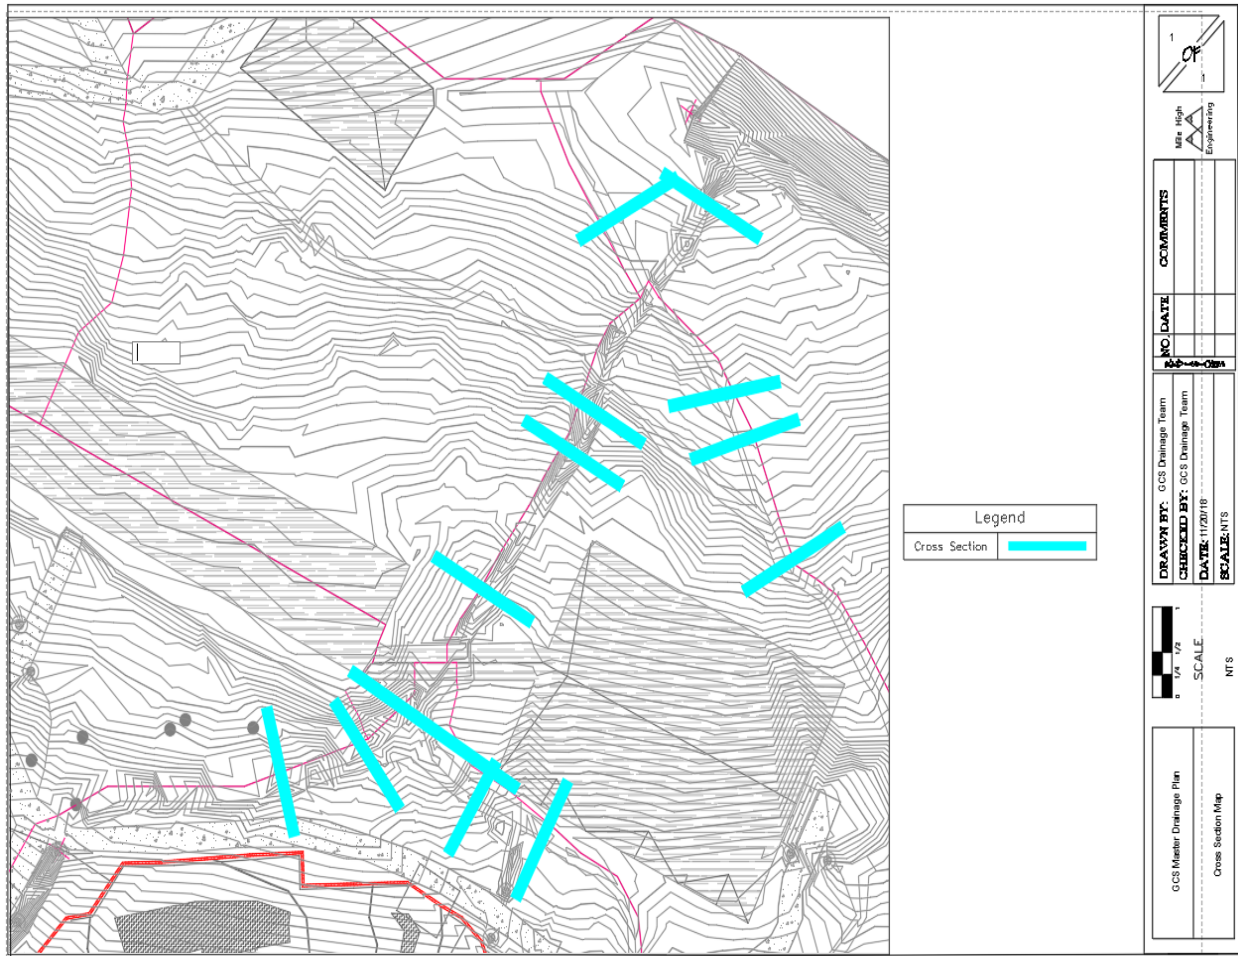 Legend
Cross Section
1
OF
1
Mile High
Engineering
NO.
DATE
COMMENTS
DRAWN BY: GCS Drainage Team
CHECKED BY: GCS Drainage Team
DATE: 11/20/18
SCALE: NTS
0 1/4 1/2 1
SCALE
NTS
GCS Master Drainage Plan
Cross Section Map